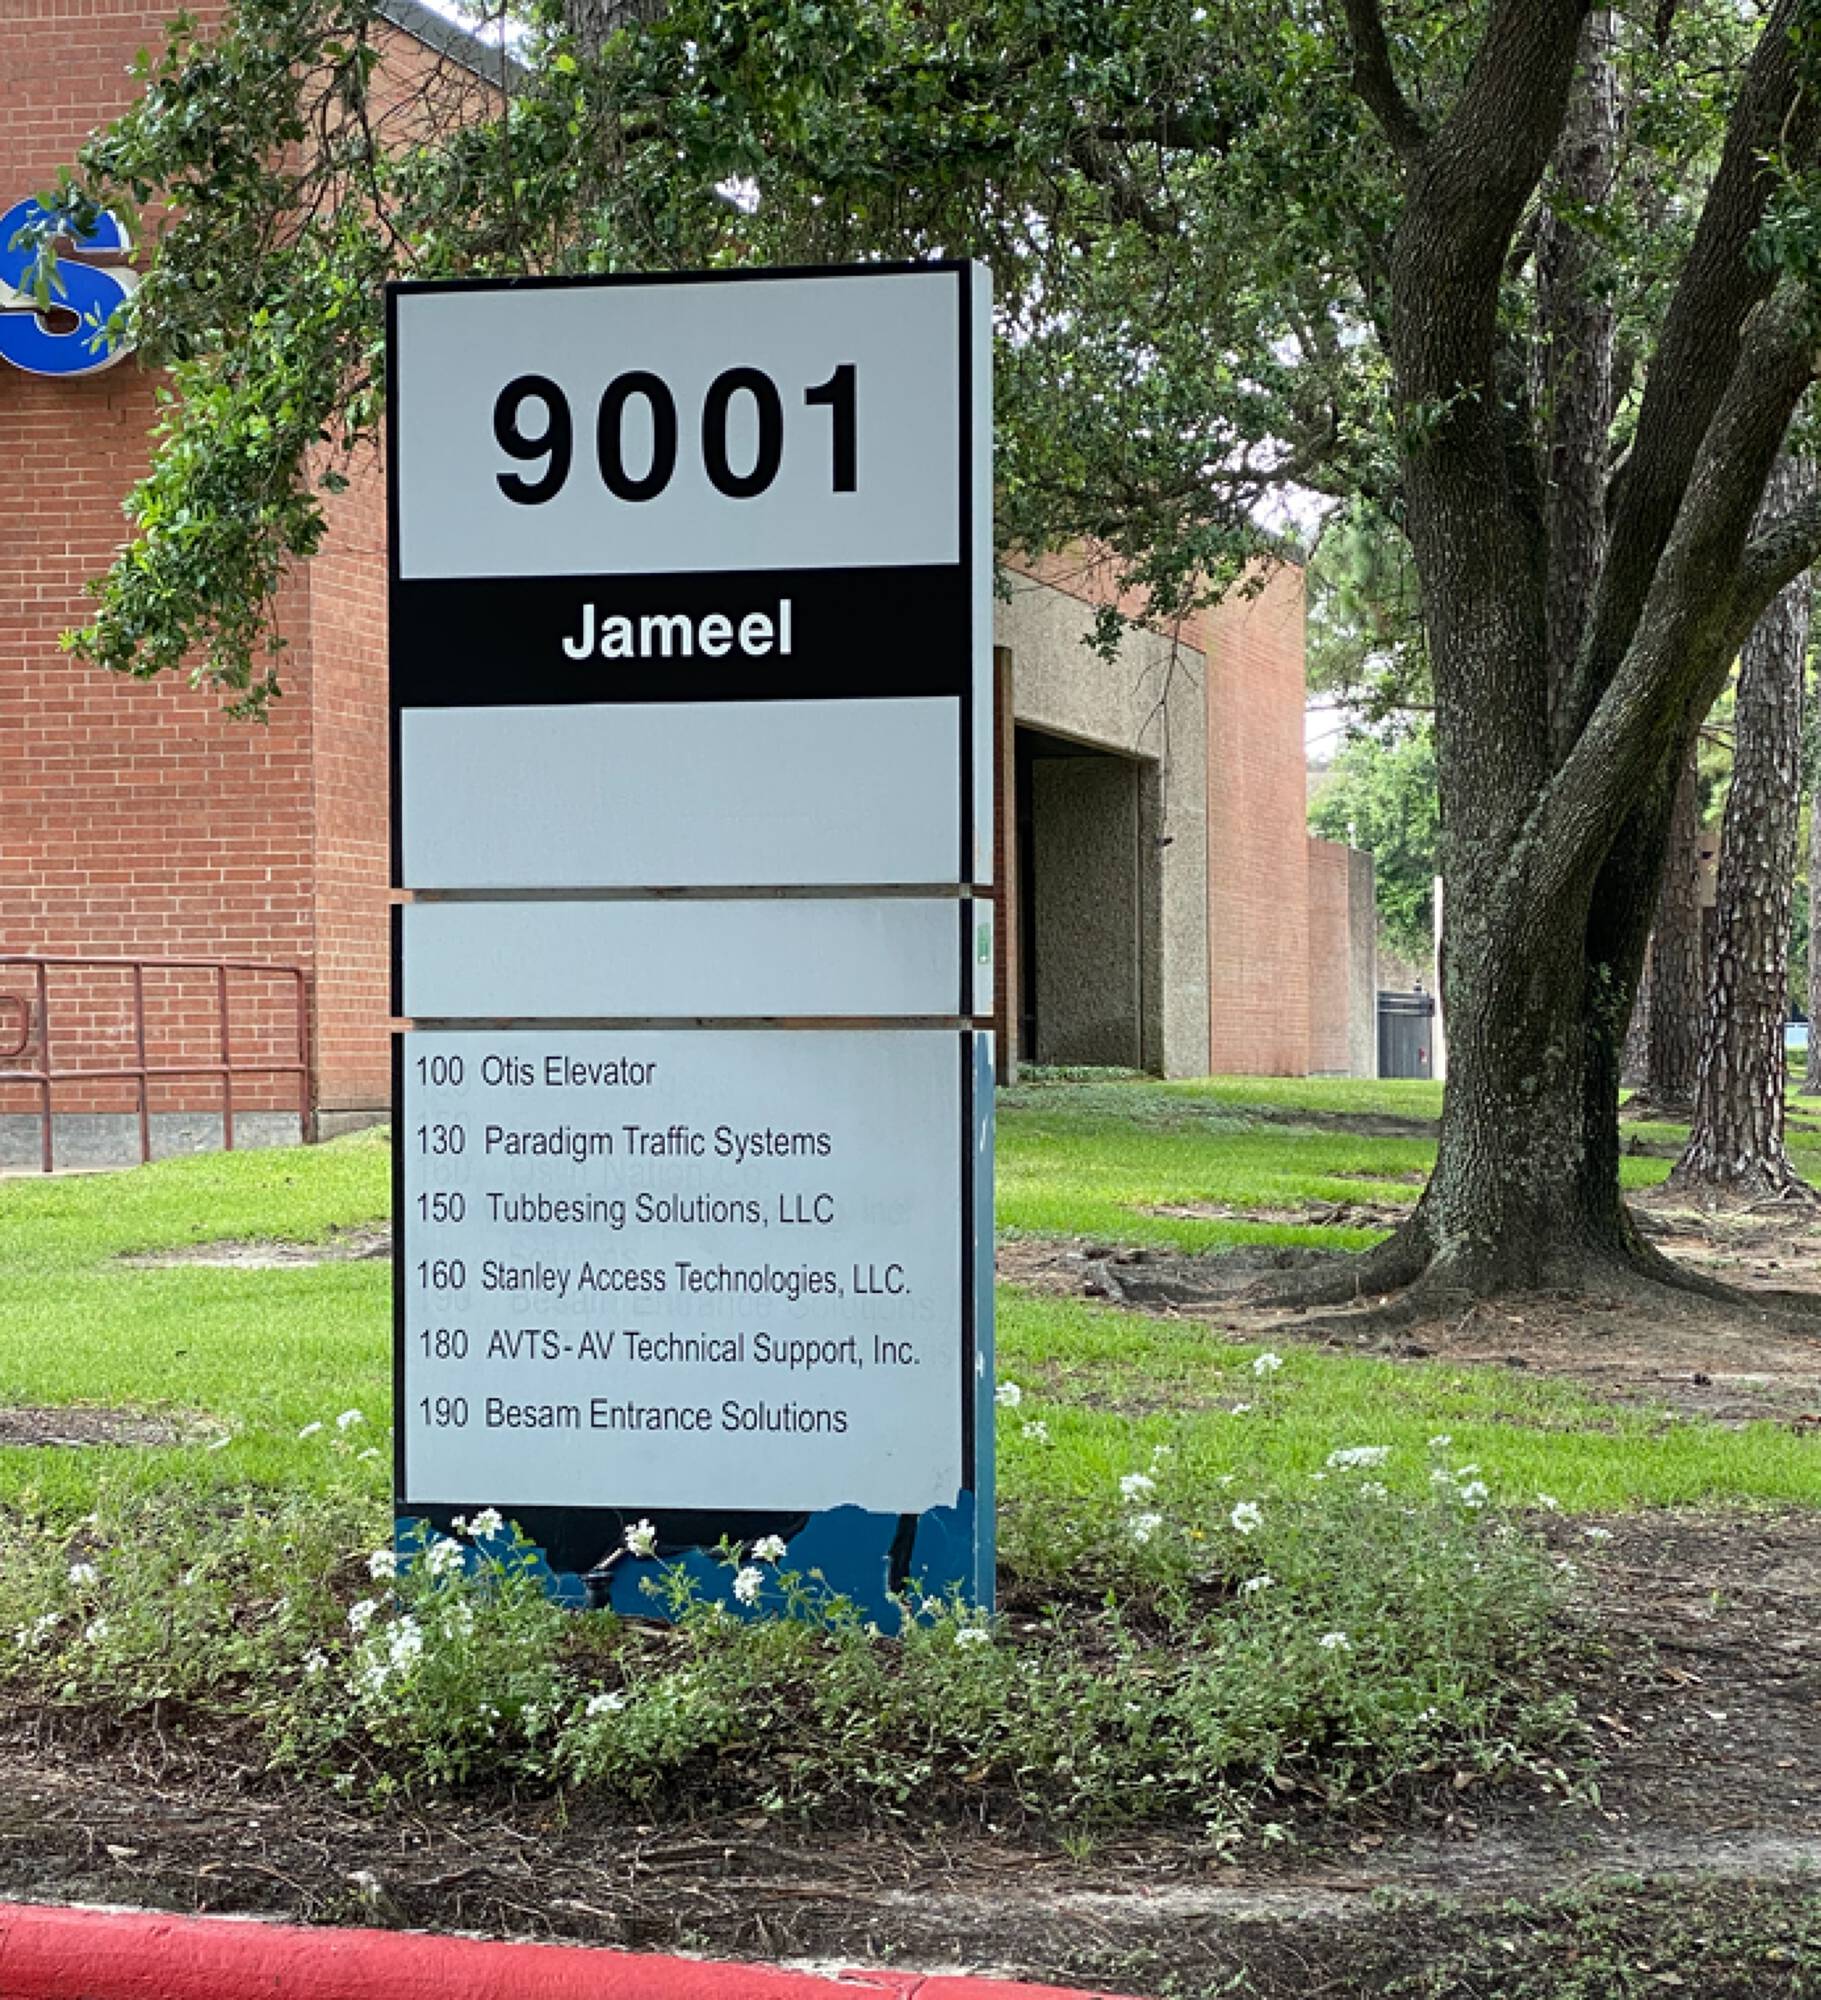 S
9001
Jameel
100 Otis Elevator
130 Paradigm Traffic Systems
150 Tubbesing Solutions, LLC
160 Stanley Access Technologies, LLC.
180 AVTS-AV Technical Support, Inc.
190 Besam Entrance Solutions